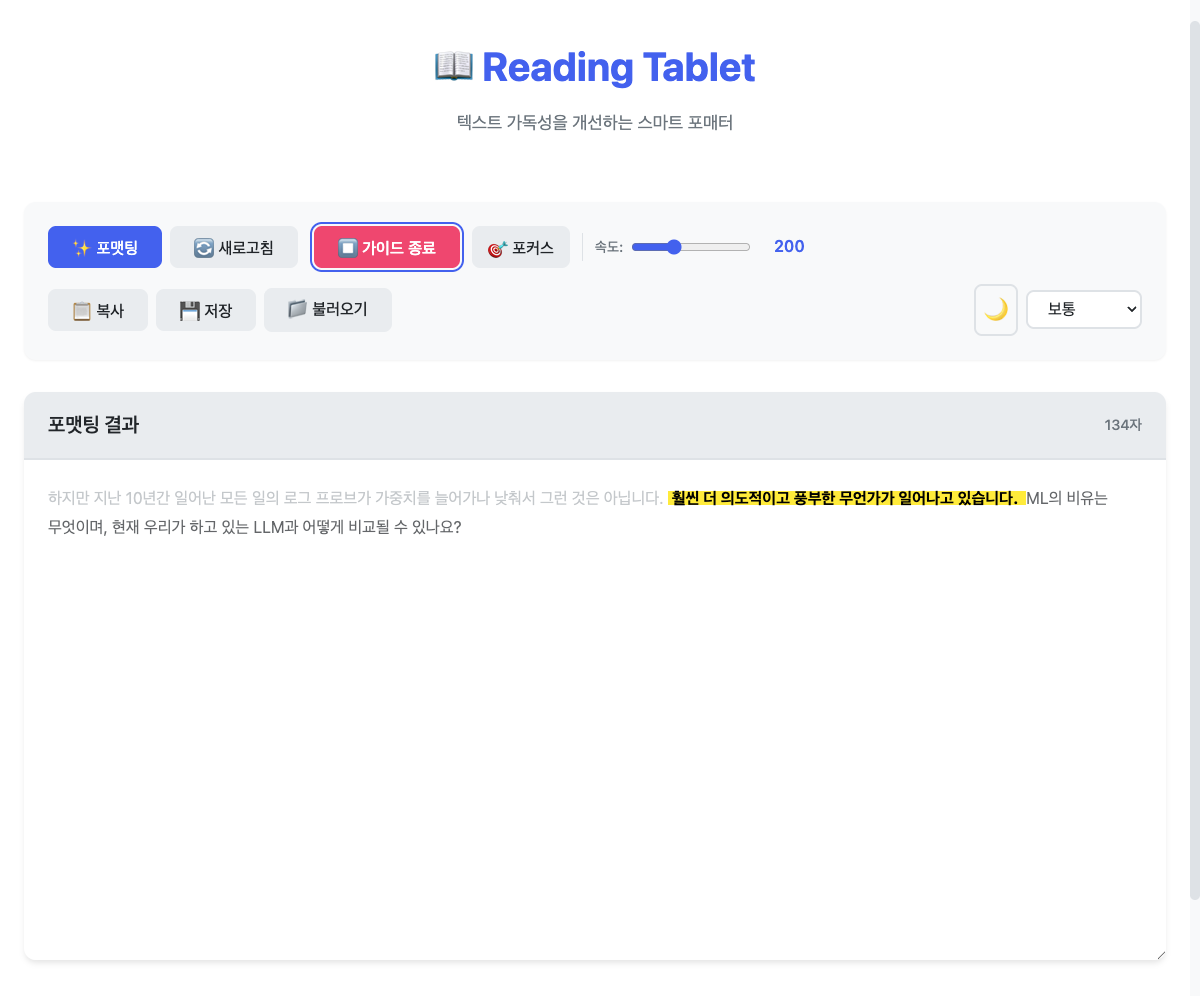 Reading Tablet
텍스트 가독성을 개선하는 스마트 포매터
포맷팅 새로고침 가이드 종료 포커스 속도: 200
복사 저장 불러오기 보통
포맷팅 결과 134자
하지만 지난 10년간 일어난 모든 일의 로그 프로브가 가중치를 늘어가나 낮춰서 그런 것은 아닙니다. 훨씬 더 의도적이고 풍부한 무언가가 일어나고 있습니다. ML의 비유는
무엇이며, 현재 우리가 하고 있는 LLM과 어떻게 비교될 수 있나요?